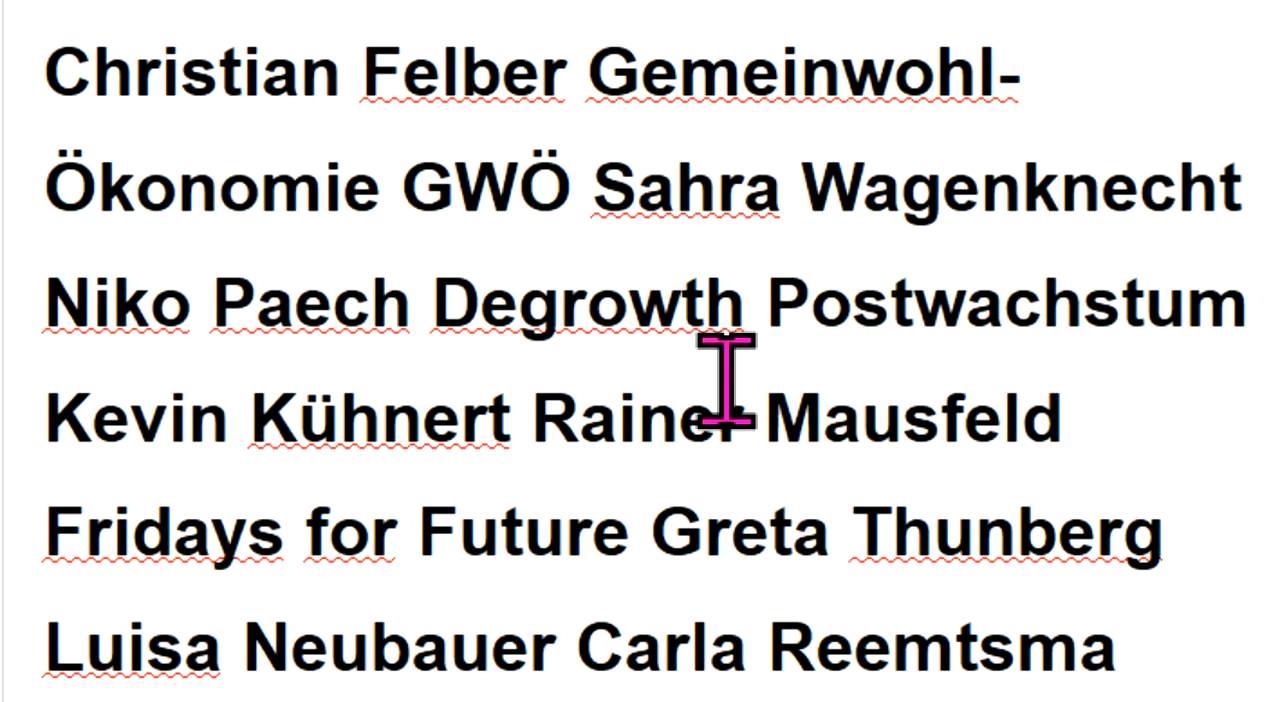 Christian Felber Gemeinwohl-
Ökonomie GWÖ Sahra Wagenknecht
Niko Paech Degrowth Postwachstum
Kevin Kühnert Rainer Mausfeld
Fridays for Future Greta Thunberg
Luisa Neubauer Carla Reemtsma